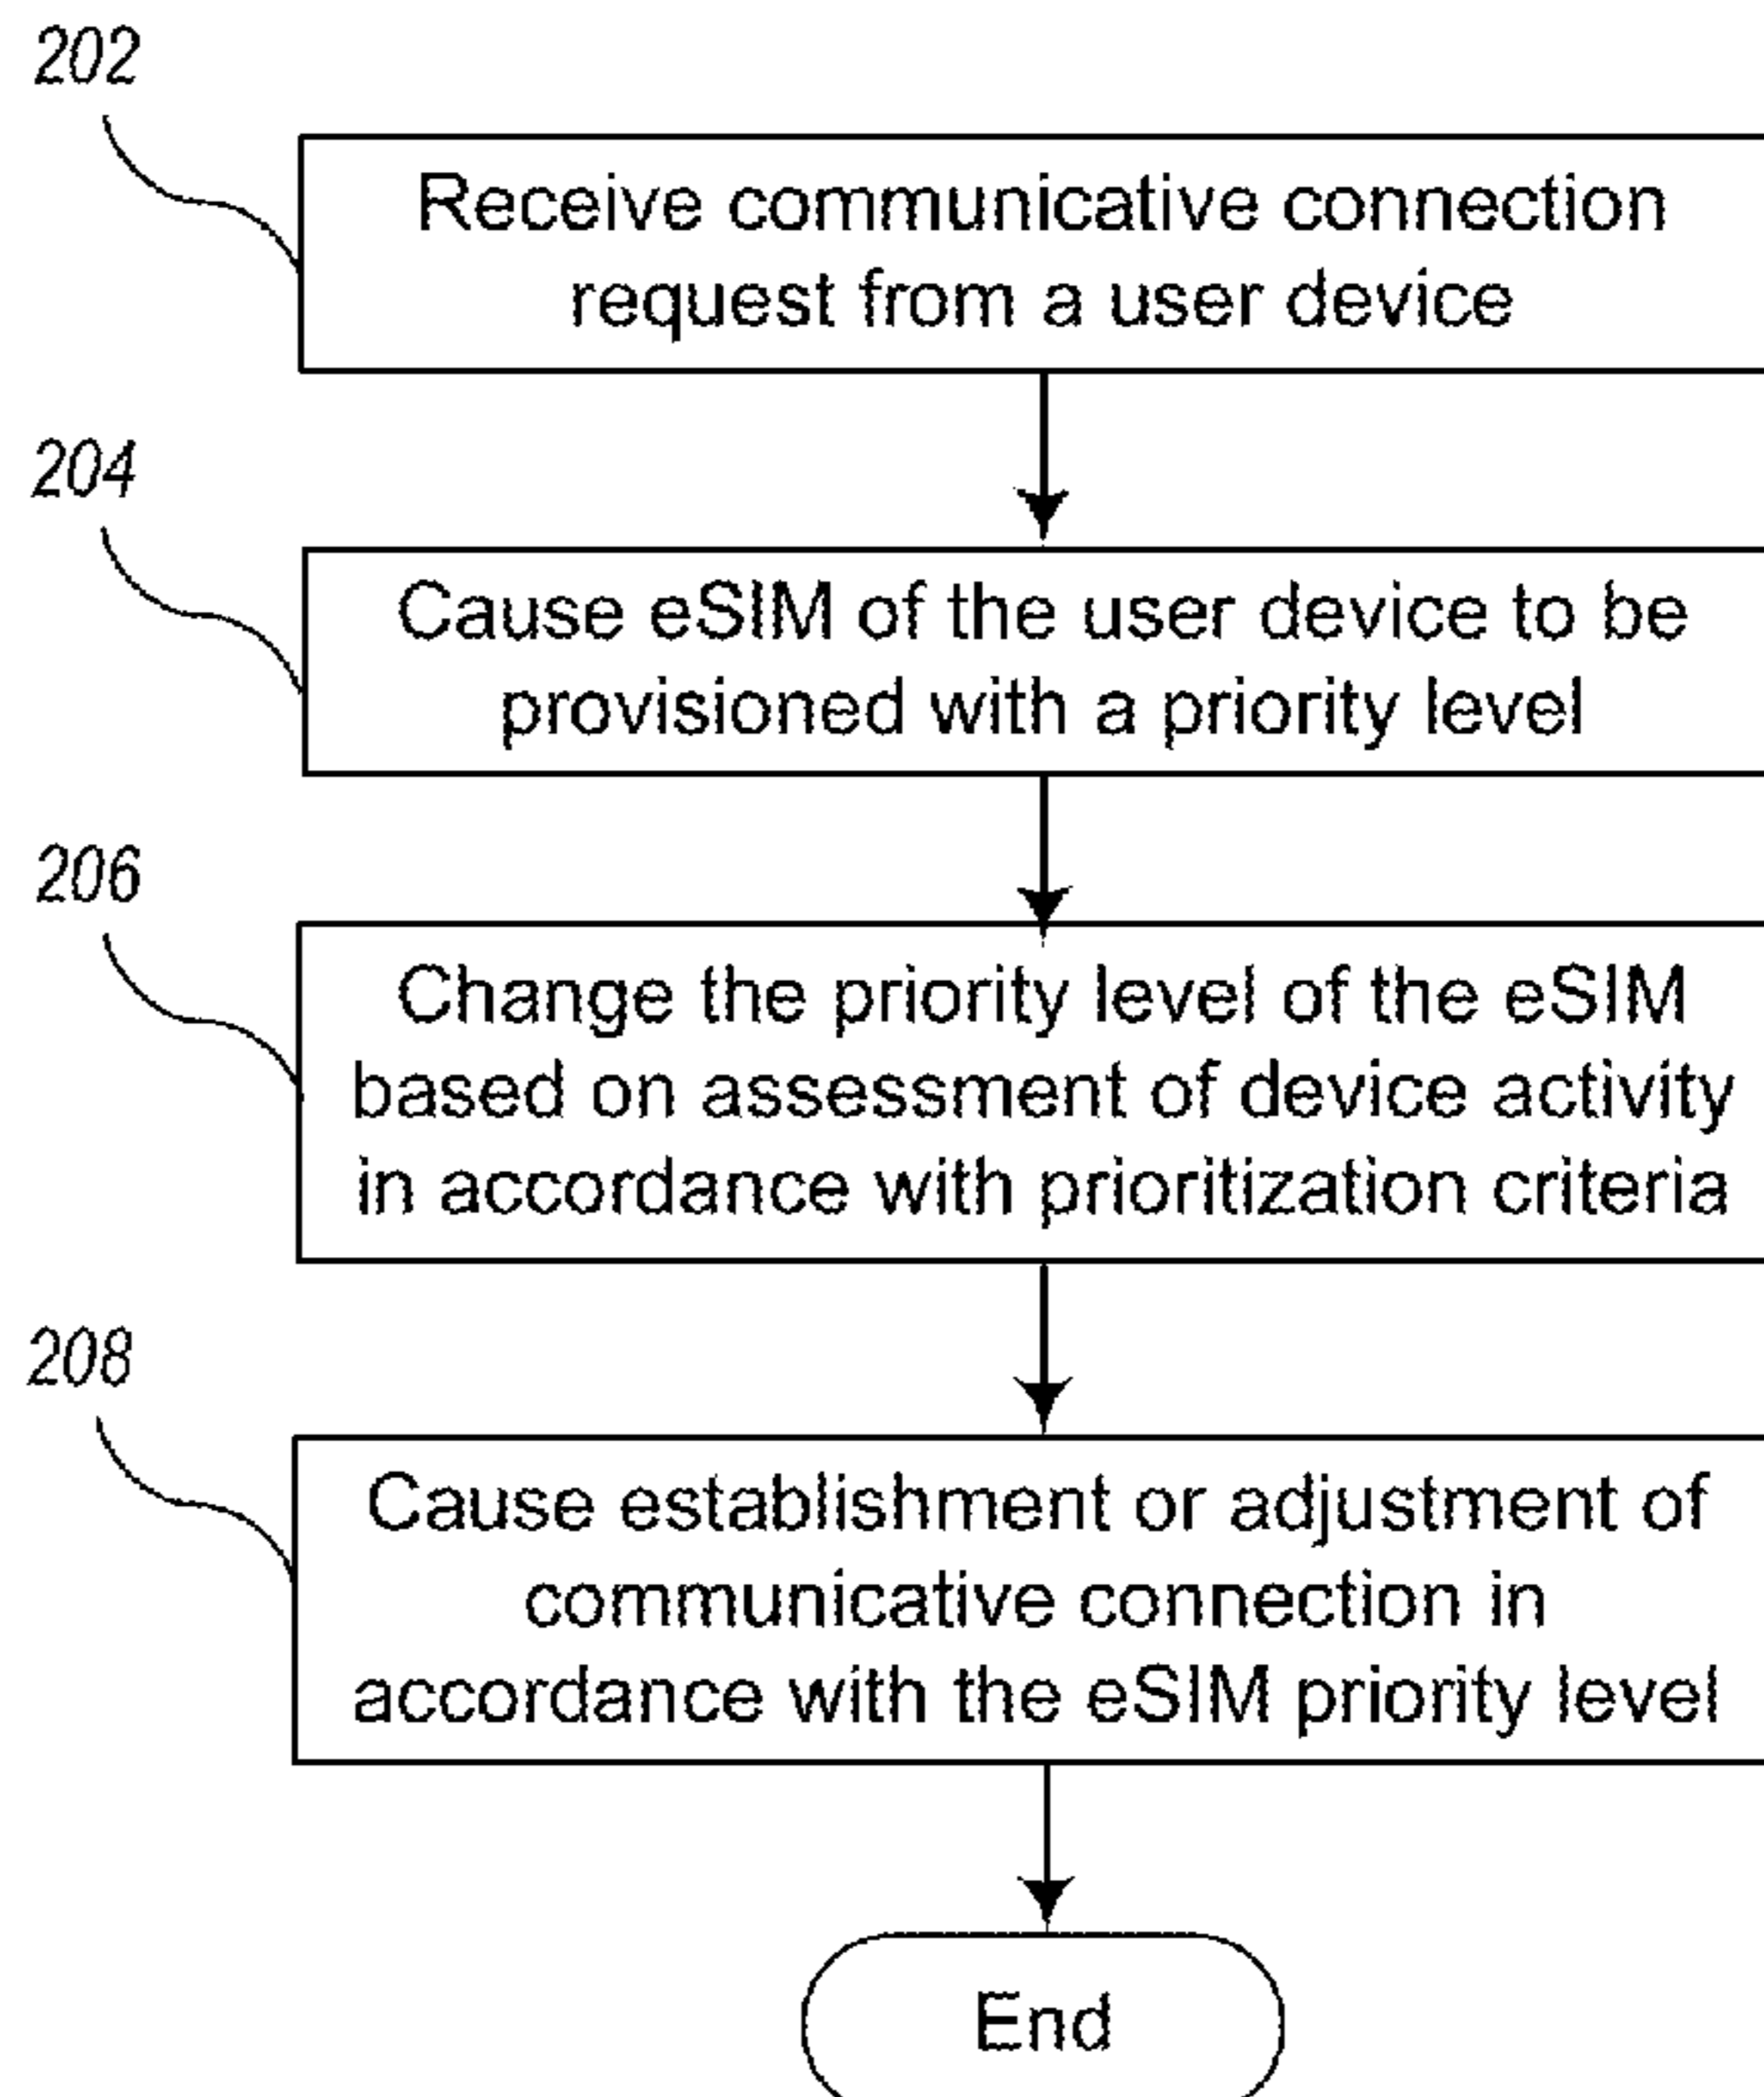 202
Receive communicative connection
request from a user device
204
Cause eSIM of the user device to be
provisioned with a priority level
206
Change the priority level of the eSIM
based on assessment of device activity
in accordance with prioritization criteria
208
Cause establishment or adjustment of
communicative connection in
accordance with the eSIM priority level
End